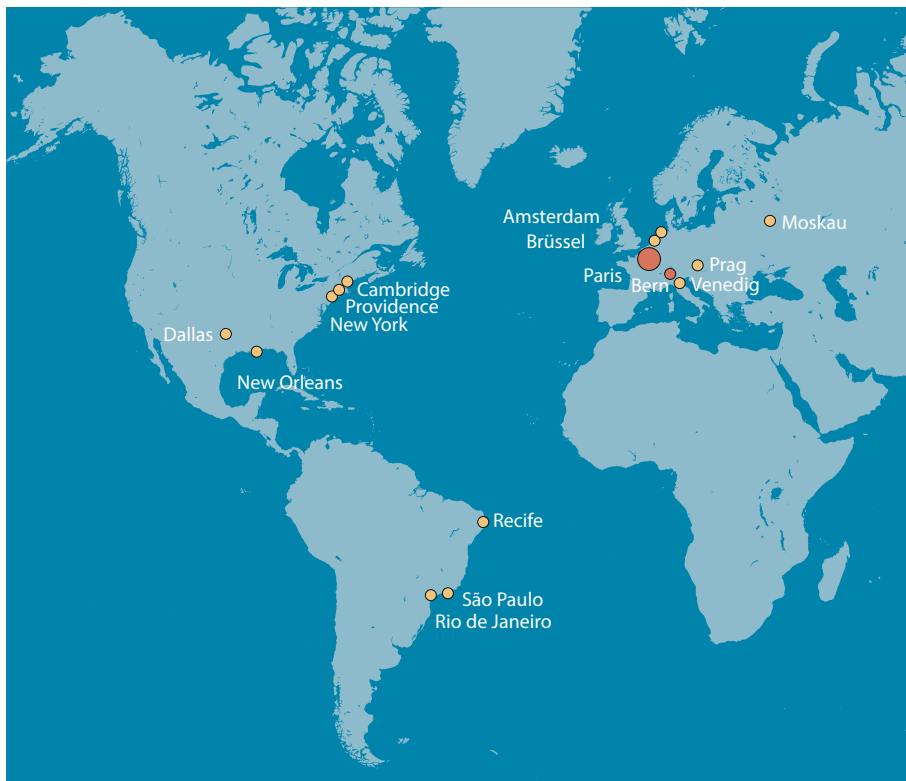 Amsterdam
Brüssel
Moskau
Paris
Prag
Bern
Venedig
Cambridge
Providence
New York
Dallas
New Orleans
Recife
São Paulo
Rio de Janeiro